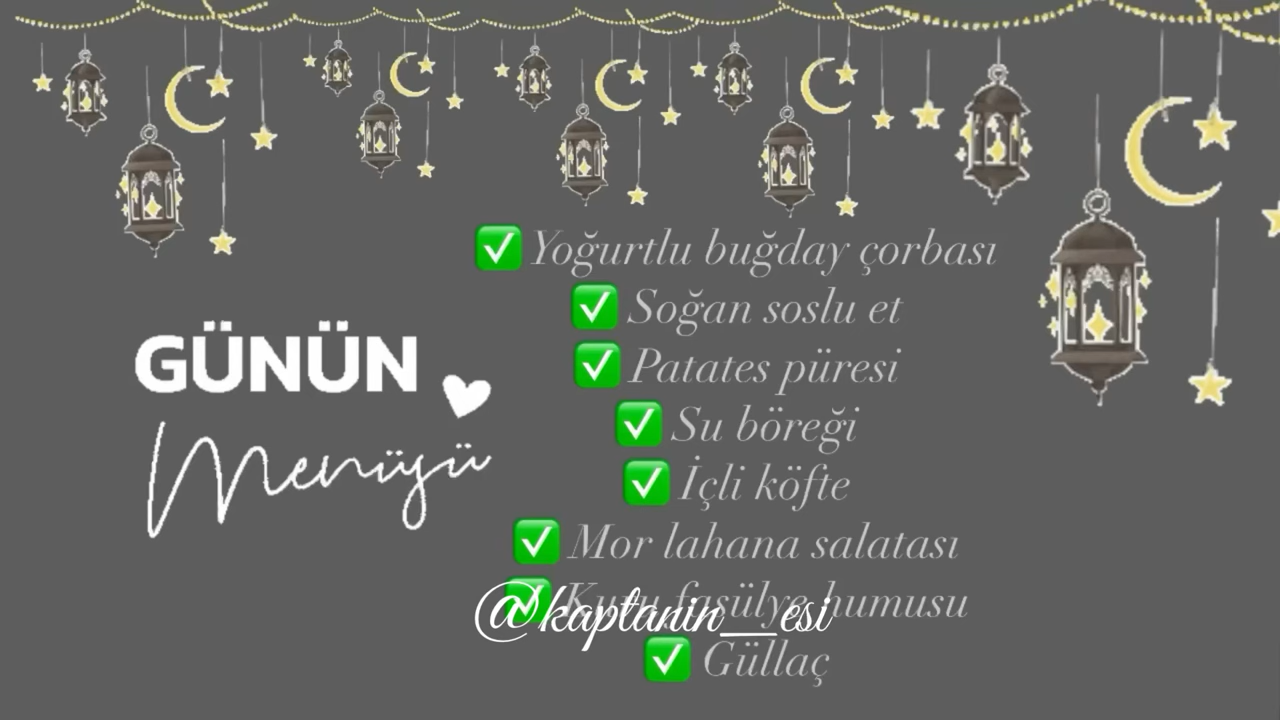 GÜNÜN
Menüsü
✅ Yoğurtlu buğday çorbası
✅ Soğan soslu et
✅ Patates püresi
✅ Su böreği
✅ İçli köfte
✅ Mor lahana salatası
✅ Kuru fasülye humusu
@kaptanin__esi
✅ Güllaç